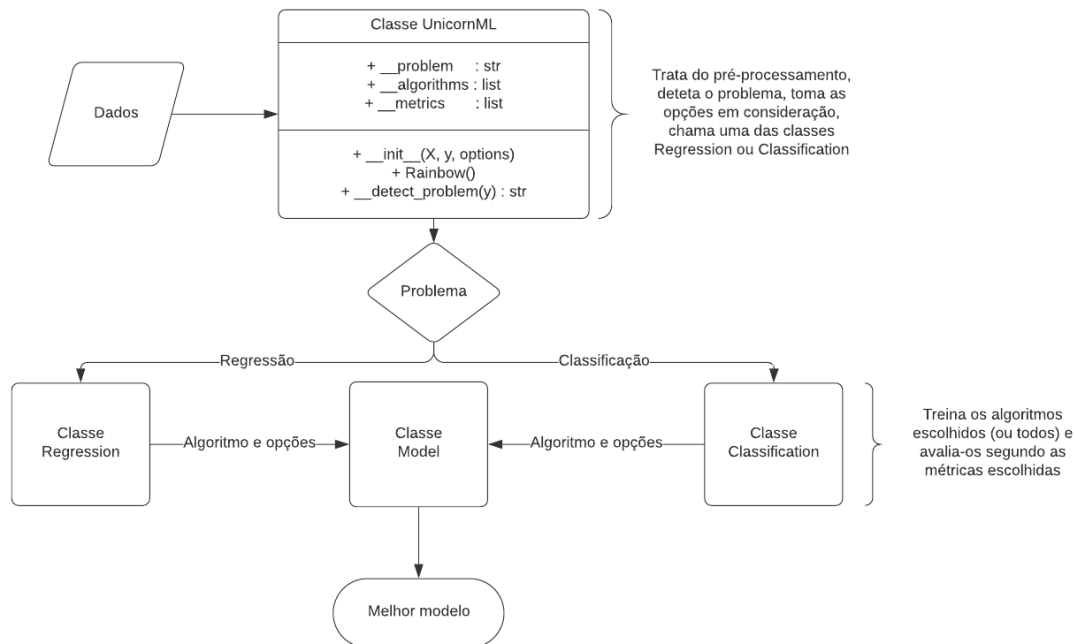 Classe UnicornML
+ __problem : str
+ __algorithms : list
+ __metrics : list
+ __init__(X, y, options)
+ Rainbow()
+ __detect_problem(y) : str
Dados
Trata do pré-processamento,
deteta o problema, toma as
opções em consideração,
chama uma das classes
Regression ou Classification
Problema
Regressão
Classificação
Classe
Regression
Algoritmo e opções
Classe
Model
Algoritmo e opções
Classe
Classification
Treina os algoritmos
escolhidos (ou todos) e
avalia-os segundo as
métricas escolhidas
Melhor modelo